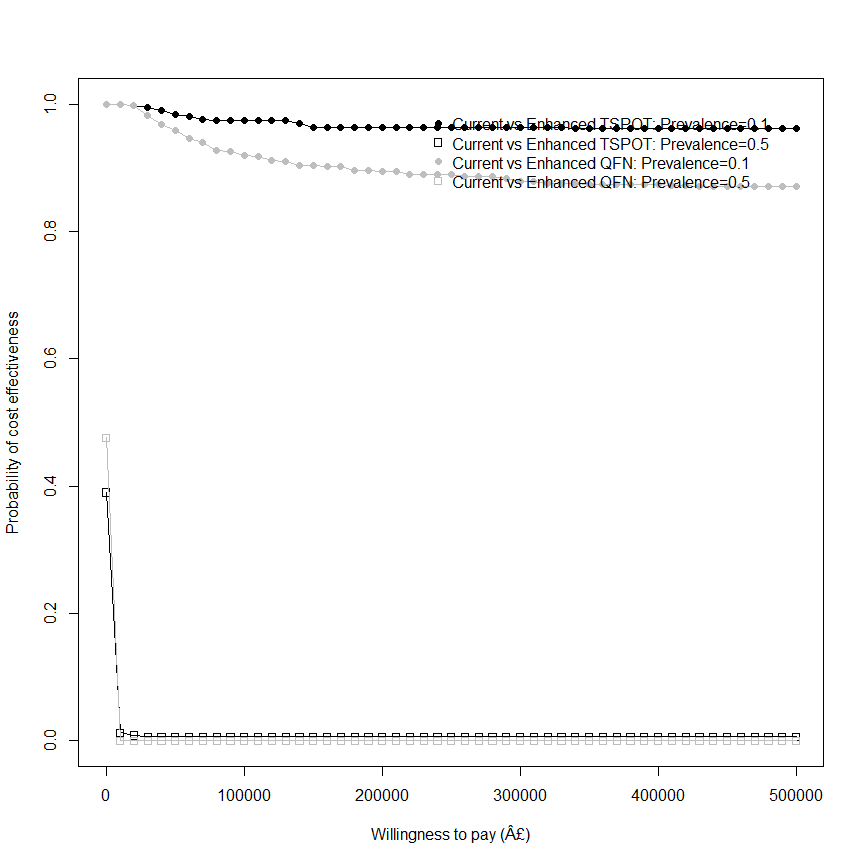 1.0
0.8
0.6
0.4
0.2
0.0
Probability of cost effectiveness
Current vs Enhanced TSPOT: Prevalence=0.1
Current vs Enhanced TSPOT: Prevalence=0.5
Current vs Enhanced QFN: Prevalence=0.1
Current vs Enhanced QFN: Prevalence=0.5
0 100000 200000 300000 400000 500000
Willingness to pay (Â£)